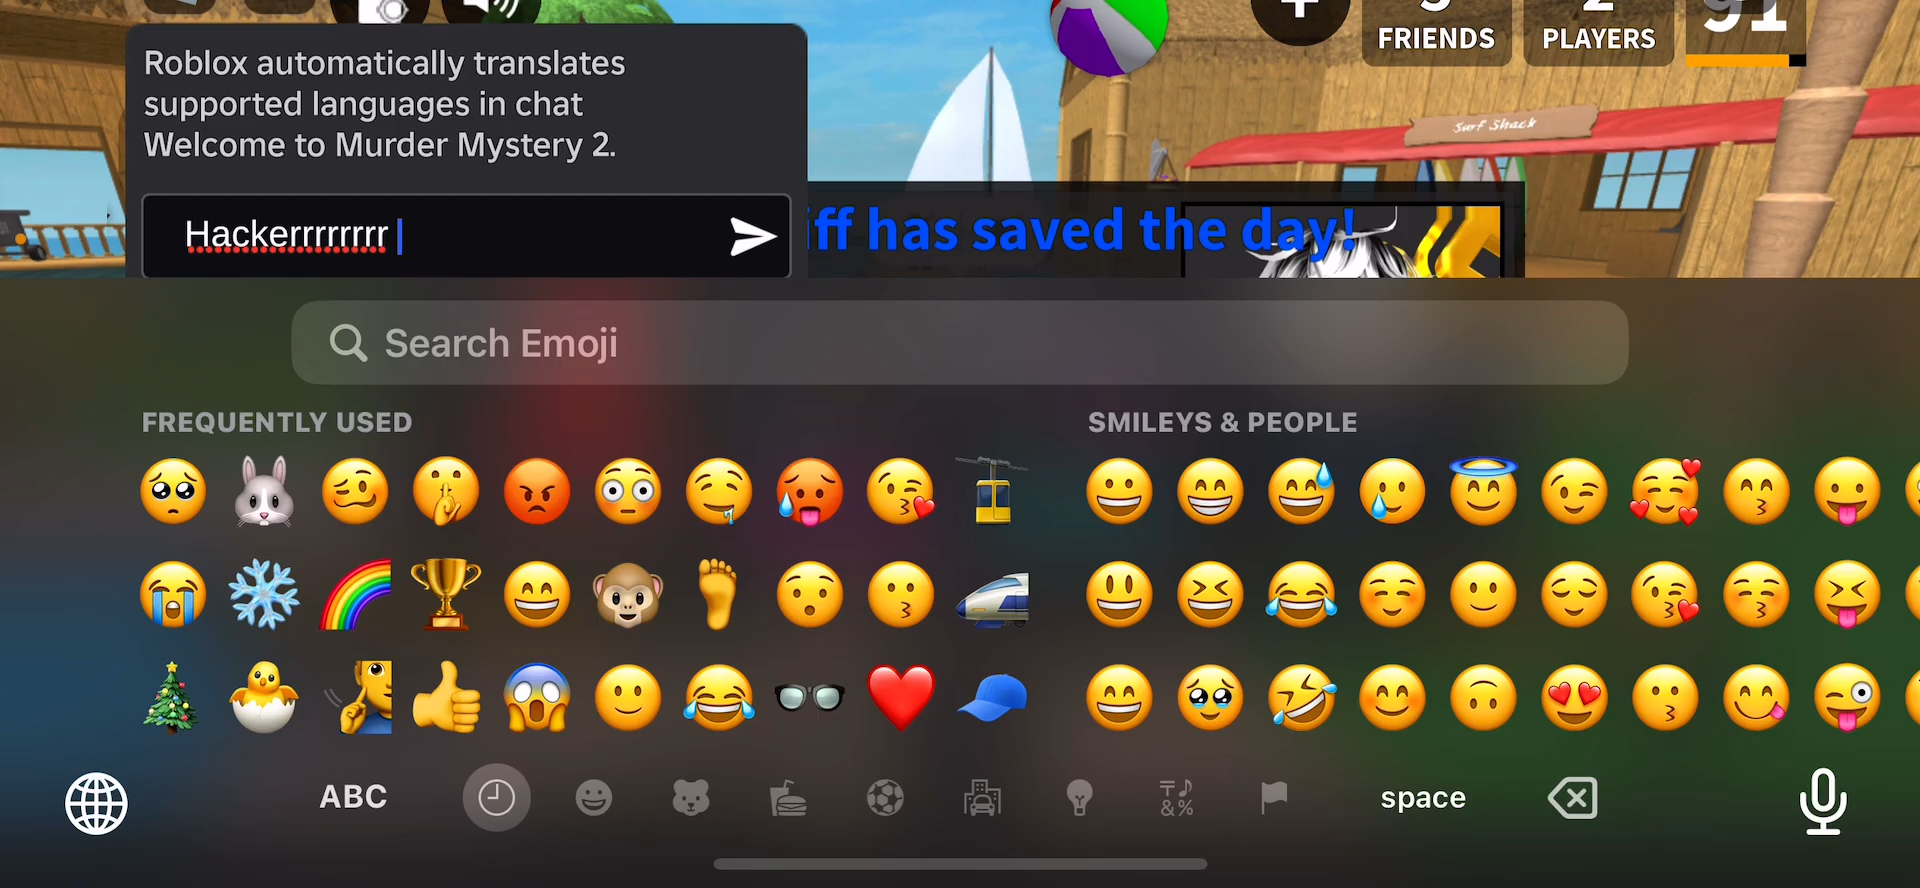 FRIENDS
PLAYERS
91
Roblox automatically translates
supported languages in chat
Welcome to Murder Mystery 2.
Surf Shack
Hackerrrrrrrr
has saved the day!
Search Emoji
FREQUENTLY USED
SMILEYS & PEOPLE
ABC
space